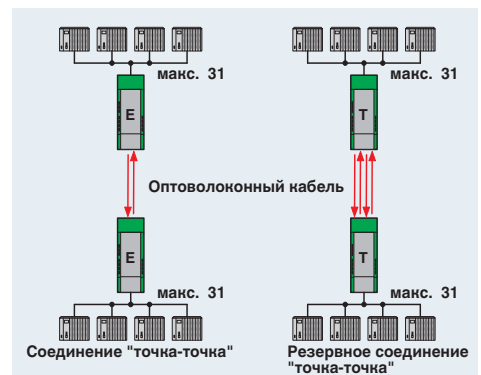 макс. 31
макс. 31
E
T
Оптоволоконный кабель
E
T
макс. 31
макс. 31
Соединение "точка-точка"
Резервное соединение
"точка-точка"